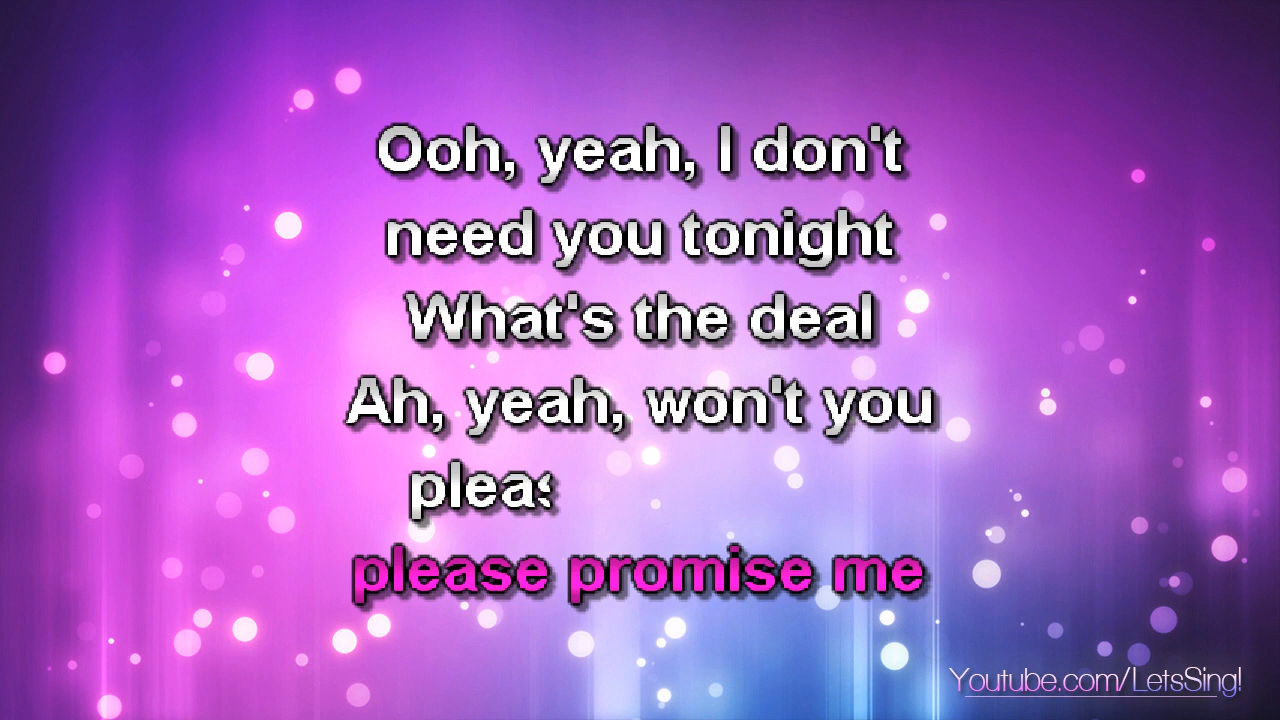 Ooh, yeah, I don't
need you tonight
What's the deal
Ah, yeah, won't you
pleas
please promise me
Youtube.com/LetsSing!